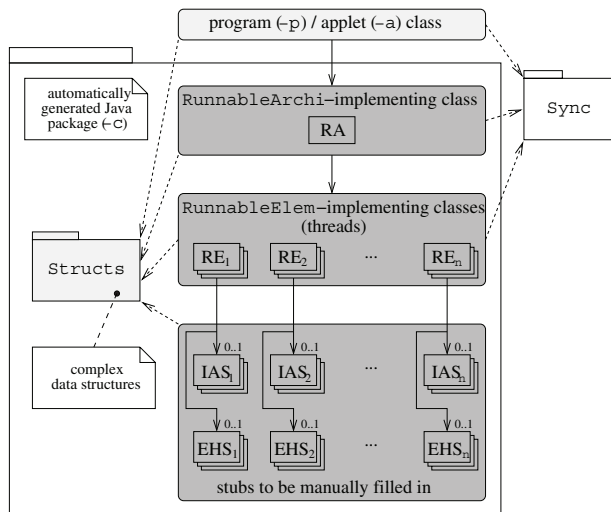 program (–p) / applet (–a) class
automatically
generated Java
package (–c)
RunnableArchi–implementing class
RA
Sync
RunnableElem–implementing classes
(threads)
RE1 RE2 ... REn
Structs
0..1 0..1 0..1
IAS1 IAS2 ... IASn
complex
data structures
0..1 0..1 0..1
EHS1 EHS2 ... EHSn
stubs to be manually filled in